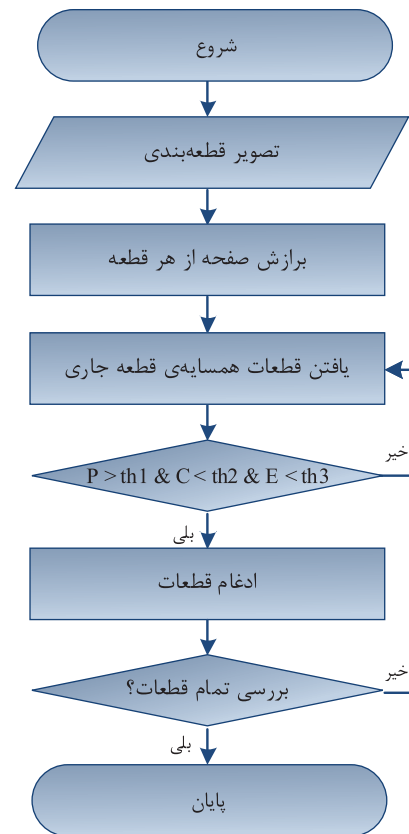 شروع
تصویر قطعه‌بندی
برازش صفحه از هر قطعه
یافتن قطعات همسایه‌ی قطعه جاری
P > th1 & C < th2 & E < th3
خیر
بلی
ادغام قطعات
بررسی تمام قطعات؟
خیر
بلی
پایان